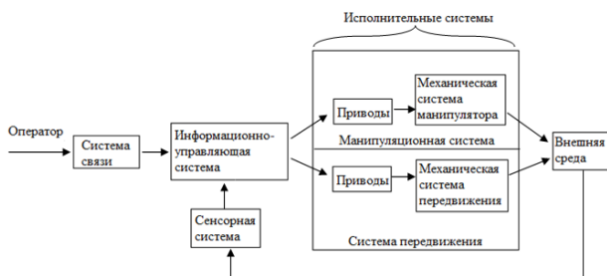 Исполнительные системы
Оператор
Система
связи
Информационно-
управляющая
система
Сенсорная
система
Приводы
Механическая
система
манипулятора
Манипуляционная система
Приводы
Механическая
система
передвижения
Система передвижения
Внешняя
среда